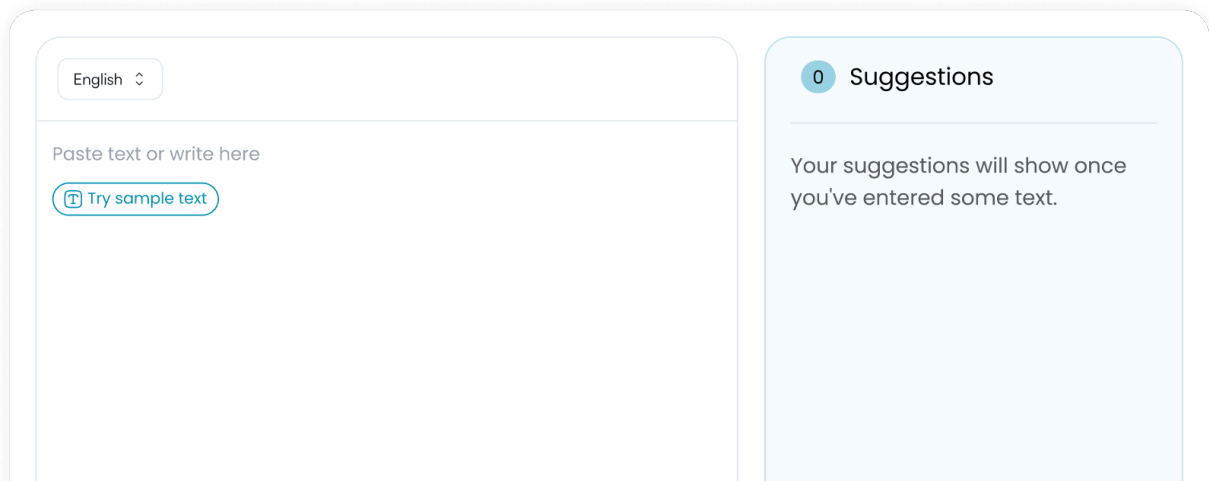 English
Paste text or write here
Try sample text
0 Suggestions
Your suggestions will show once
you've entered some text.